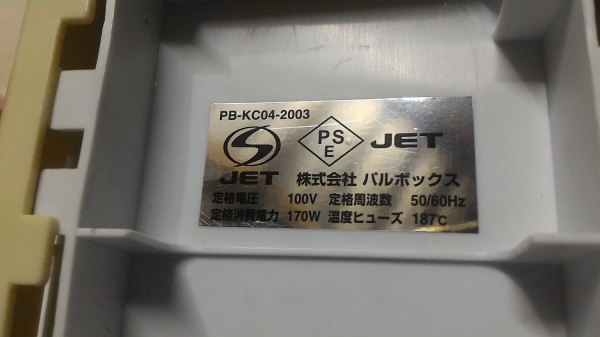 PB-KC04-2003
PS
E
JET
JET 株式会社 パルボックス
定格電圧 100V 定格周波数 50/60Hz
定格消費電力 170W 温度ヒューズ 187℃